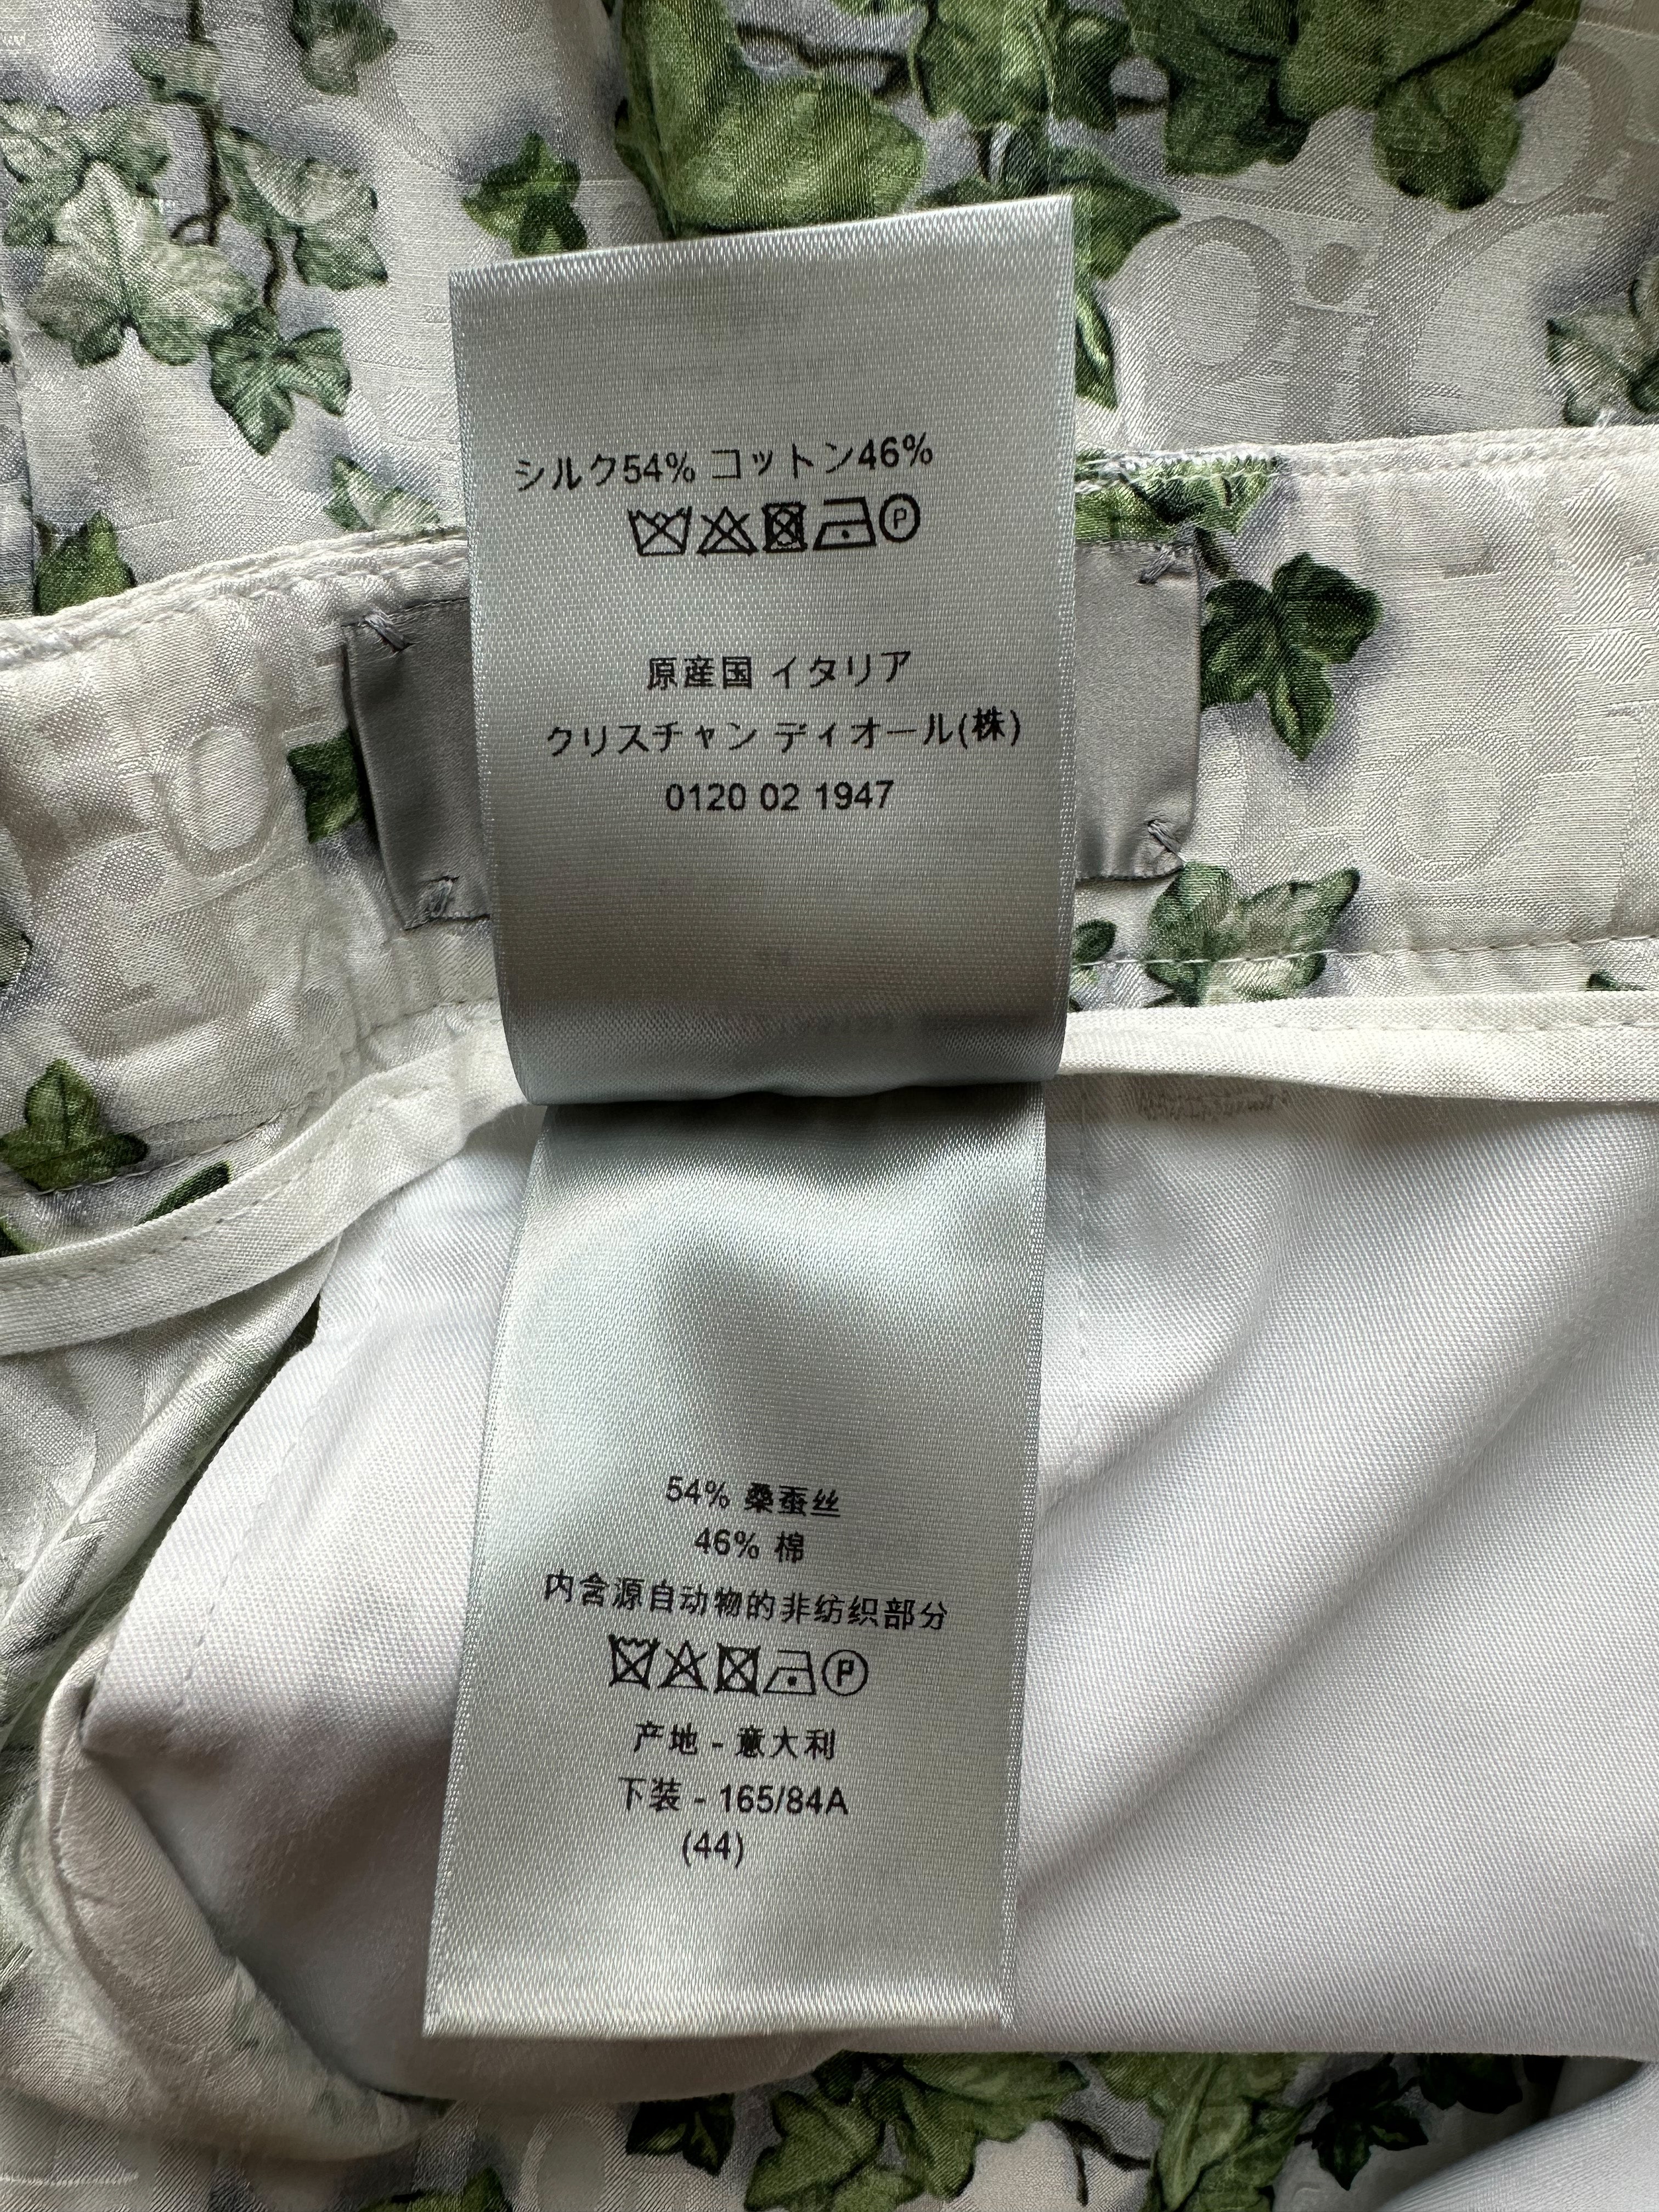 シルク54% コットン46%
P
原産国 イタリア
クリスチャン ディオール(株)
0120 02 1947
54% 桑蚕丝
46% 棉
内含源自动物的非纺织部分
P
产地 - 意大利
下装 - 165/84A
(44)